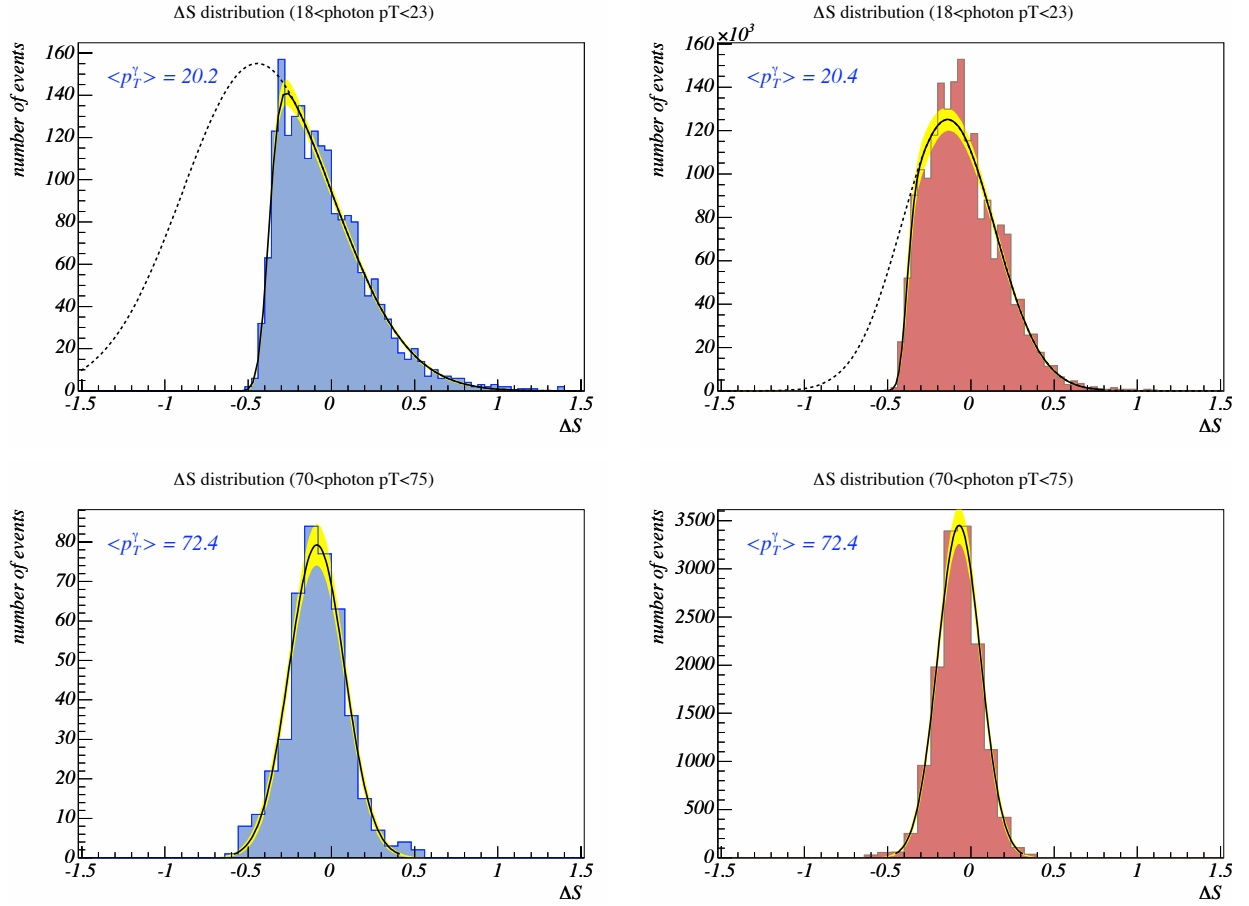 ΔS distribution (18<photon pT<23)
number of events
<p_T^γ> = 20.2
160
140
120
100
80
60
40
20
0
-1.5 -1 -0.5 0 0.5 1 1.5
ΔS
ΔS distribution (18<photon pT<23)
×10³
number of events
<p_T^γ> = 20.4
160
140
120
100
80
60
40
20
0
-1.5 -1 -0.5 0 0.5 1 1.5
ΔS
ΔS distribution (70<photon pT<75)
number of events
<p_T^γ> = 72.4
80
70
60
50
40
30
20
10
0
-1.5 -1 -0.5 0 0.5 1 1.5
ΔS
ΔS distribution (70<photon pT<75)
number of events
<p_T^γ> = 72.4
3500
3000
2500
2000
1500
1000
500
0
-1.5 -1 -0.5 0 0.5 1 1.5
ΔS